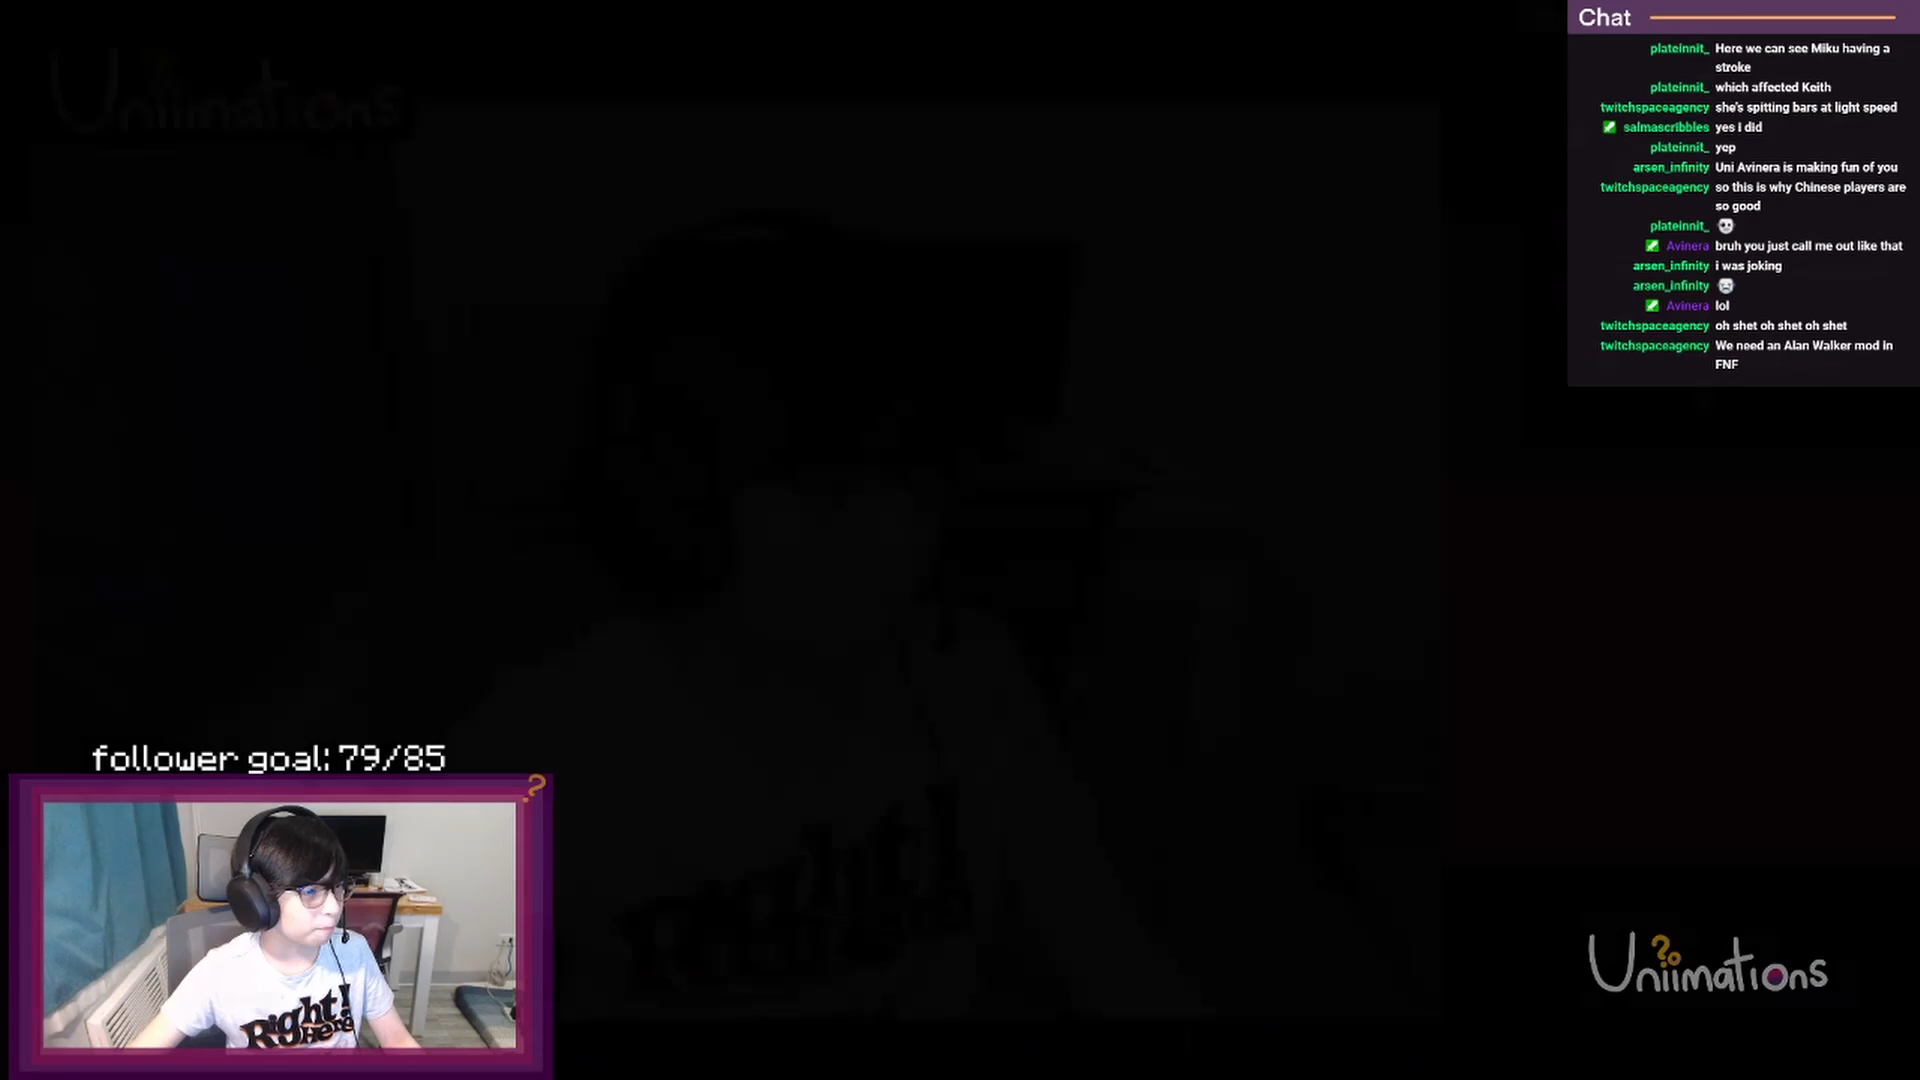 Uniimations
Chat
plateinnit_ Here we can see Miku having a
stroke
plateinnit_ which affected Keith
twitchspaceagency she's spitting bars at light speed
salmascribbles yes i did
plateinnit_ yep
arsen_infinity Uni Avinera is making fun of you
twitchspaceagency so this is why Chinese players are
so good
plateinnit_
Avinera bruh you just call me out like that
arsen_infinity i was joking
arsen_infinity
Avinera lol
twitchspaceagency oh shet oh shet oh shet
twitchspaceagency We need an Alan Walker mod in
FNF
follower goal: 79/85
?
Right!
Here
Right!
Uniimations